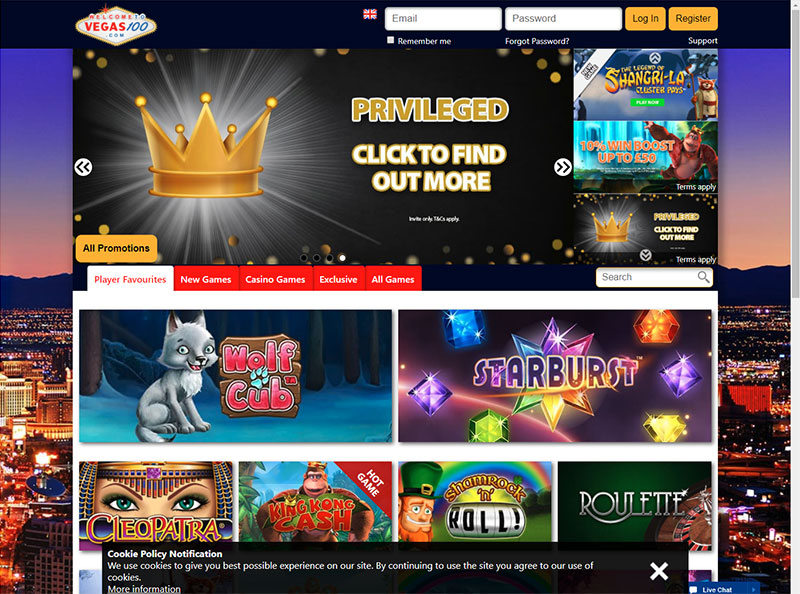 WELCOME TO
VEGAS100
.COM
Email
Password
Log In
Register
Remember me
Forgot Password?
Support
PRIVILEGED
CLICK TO FIND
OUT MORE
Invite only. T&Cs apply.
All Promotions
THE LEGEND OF
SHANGRI-LA
CLUSTER PAYS™
PLAY NOW
10% WIN BOOST
UP TO £50
Terms apply
PRIVILEGED
CLICK TO FIND
OUT MORE
Terms apply
Player Favourites
New Games
Casino Games
Exclusive
All Games
Search
Wolf
Cub™
STARBURST™
CLEOPATRA
KING KONG
CASH
HOT
GAME
SHAMROCK
'N'
ROLL!
ROULETTE
Cookie Policy Notification
We use cookies to give you best possible experience on our site. By continuing to use the site you agree to our use of
cookies.
More information
Live Chat